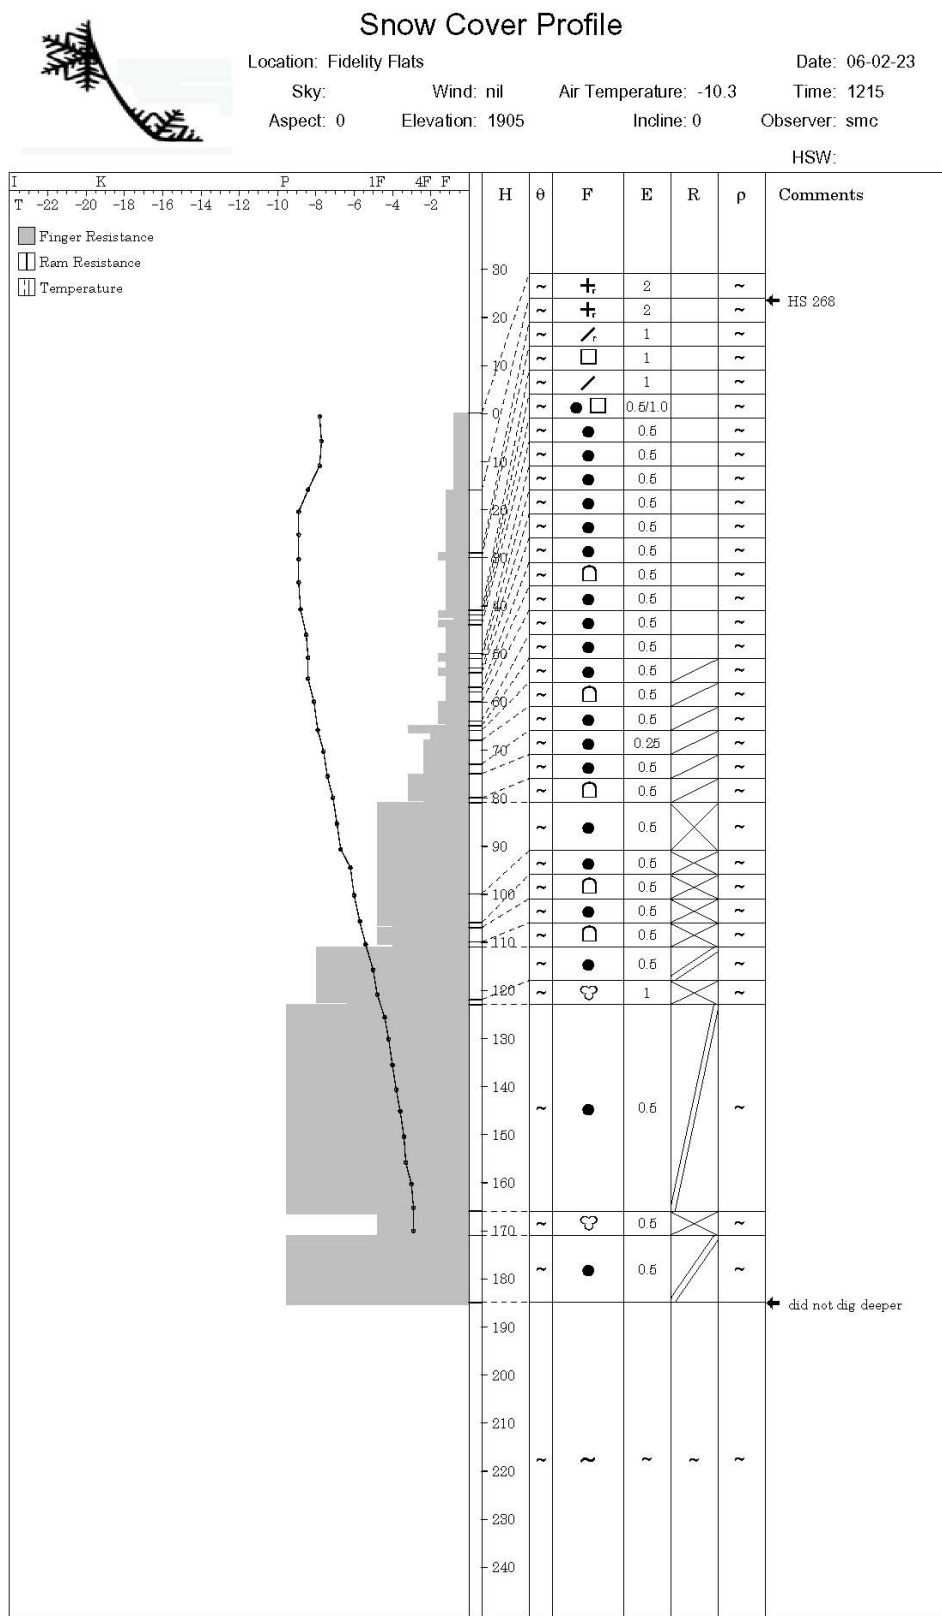 Snow Cover Profile
Location: Fidelity Flats Date: 06-02-23
Sky: Wind: nil Air Temperature: -10.3 Time: 1215
Aspect: 0 Elevation: 1905 Incline: 0 Observer: smc
HSW:
I K P 1F 4F F
T -22 -20 -18 -16 -14 -12 -10 -8 -6 -4 -2
H θ F E R ρ Comments
Finger Resistance
Ram Resistance
Temperature
30
~ + r 2 ~
HS 268
~ + r 2 ~
20
~ / r 1 ~
~ □ 1 ~
10
~ / 1 ~
0
~ ● □ 0.5/1.0 ~
~ ● 0.5 ~
10
~ ● 0.5 ~
~ ● 0.5 ~
20
~ ● 0.5 ~
~ ● 0.5 ~
30
~ ● 0.5 ~
~ 0.5 ~
40
~ ● 0.5 ~
~ ● 0.5 ~
50
~ ● 0.5 ~
~ ● 0.5 ~
60
~ 0.5 ~
~ ● 0.5 ~
70
~ ● 0.25 ~
~ ● 0.5 ~
80
~ 0.5 ~
~ ● 0.5 ~
90
~ ● 0.5 ~
100
~ 0.5 ~
~ ● 0.5 ~
110
~ 0.5 ~
~ ● 0.5 ~
120
~ 1 ~
130
140
~ ● 0.5 ~
150
160
170
~ 0.5 ~
~ ● 0.5 ~
180
did not dig deeper
190
200
210
~ ~ ~ ~ ~
220
230
240